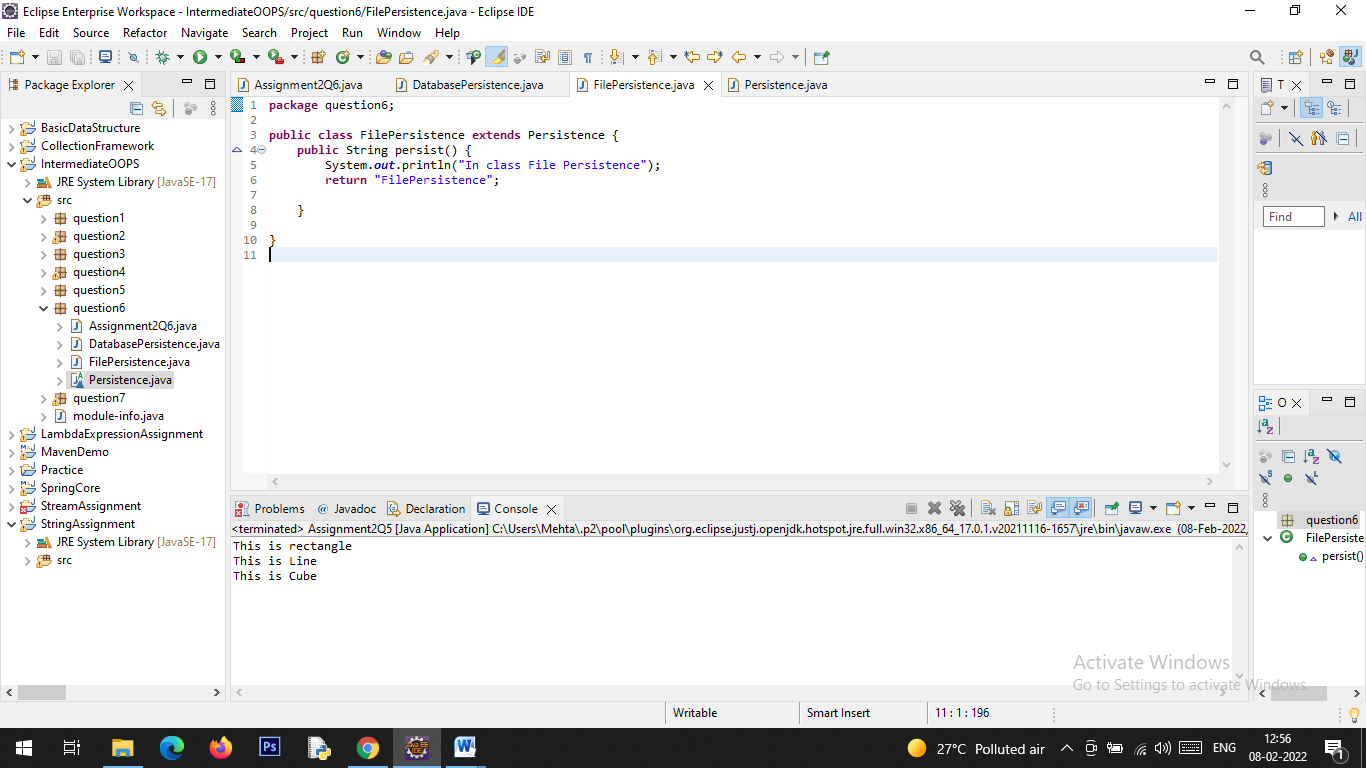 Eclipse Enterprise Workspace - IntermediateOOPS/src/question6/FilePersistence.java - Eclipse IDE
File Edit Source Refactor Navigate Search Project Run Window Help
Package Explorer
BasicDataStructure
CollectionFramework
IntermediateOOPS
JRE System Library [JavaSE-17]
src
question1
question2
question3
question4
question5
question6
Assignment2Q6.java
DatabasePersistence.java
FilePersistence.java
Persistence.java
question7
module-info.java
LambdaExpressionAssignment
MavenDemo
Practice
SpringCore
StreamAssignment
StringAssignment
JRE System Library [JavaSE-17]
src
Assignment2Q6.java DatabasePersistence.java FilePersistence.java Persistence.java
1 package question6;
2
3 public class FilePersistence extends Persistence {
4 public String persist() {
5 System.out.println("In class File Persistence");
6 return "FilePersistence";
7
8 }
9
10 }
11
Problems @ Javadoc Declaration Console
<terminated> Assignment2Q5 [Java Application] C:\Users\Mehta\.p2\pool\plugins\org.eclipse.justj.openjdk.hotspot.jre.full.win32.x86_64_17.0.1.v20211116-1657\jre\bin\javaw.exe (08-Feb-2022,
This is rectangle
This is Line
This is Cube
T
Find All
O
question6
FilePersiste
persist()
Activate Windows
Go to Settings to activate Windows.
Writable Smart Insert 11 : 1 : 196
27°C Polluted air ENG 12:56
08-02-2022
1